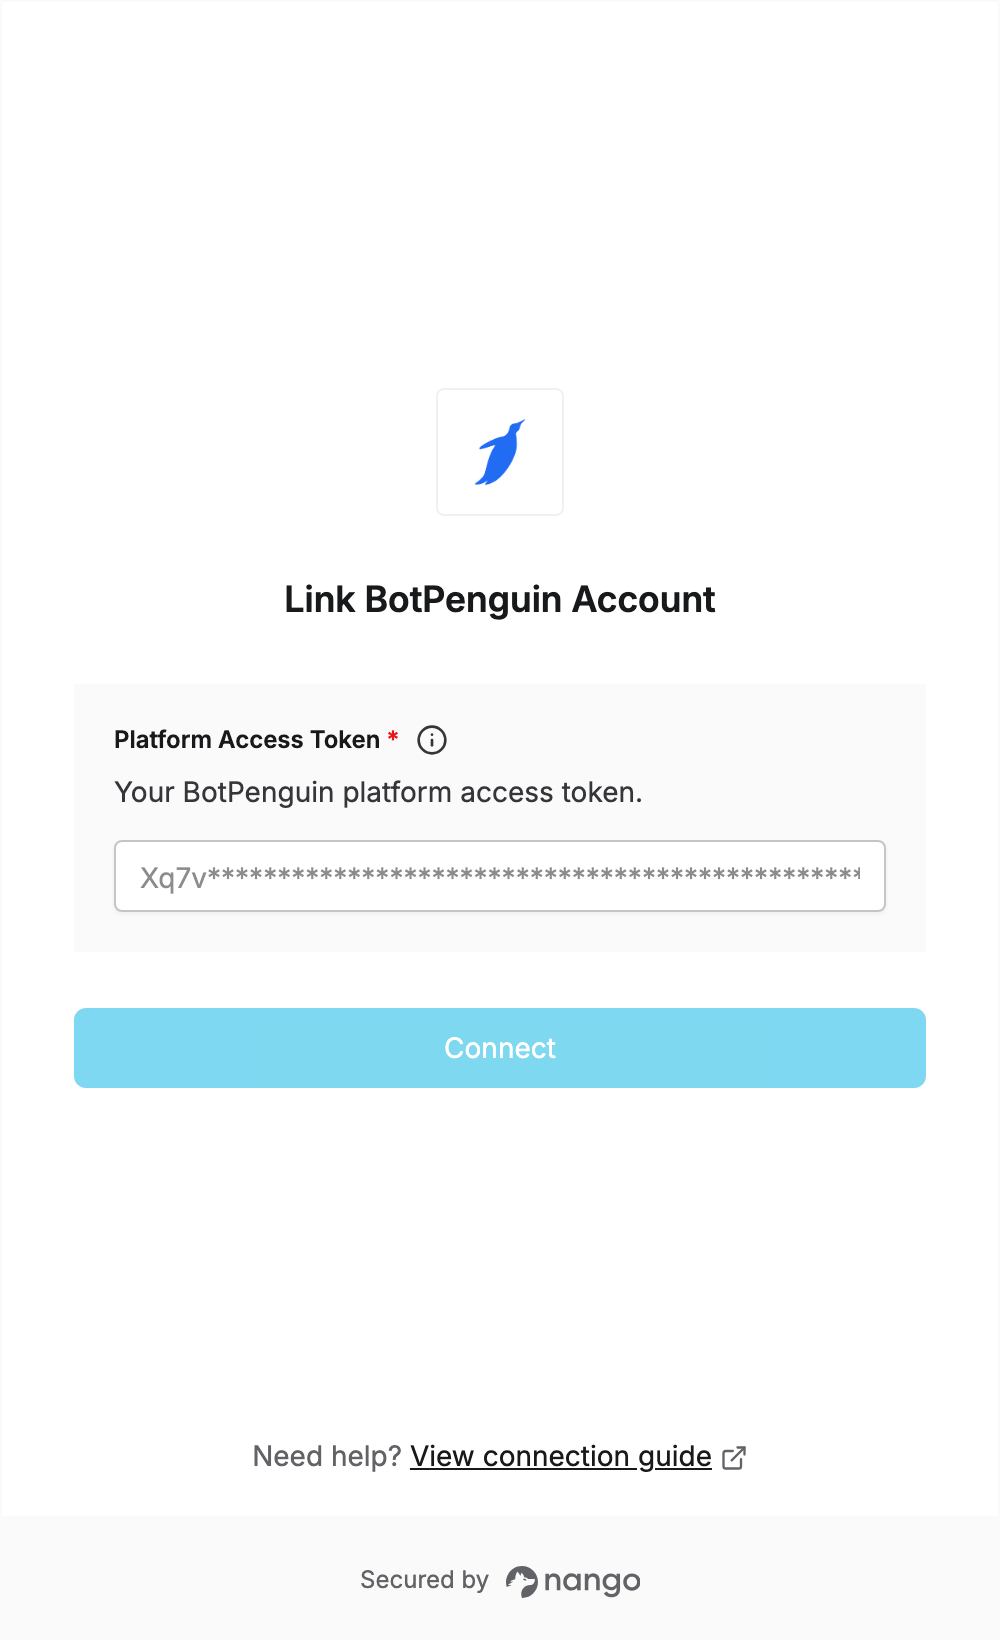 Link BotPenguin Account
Platform Access Token *
Your BotPenguin platform access token.
Xq7v***********************************************
Connect
Need help? View connection guide
Secured by nango